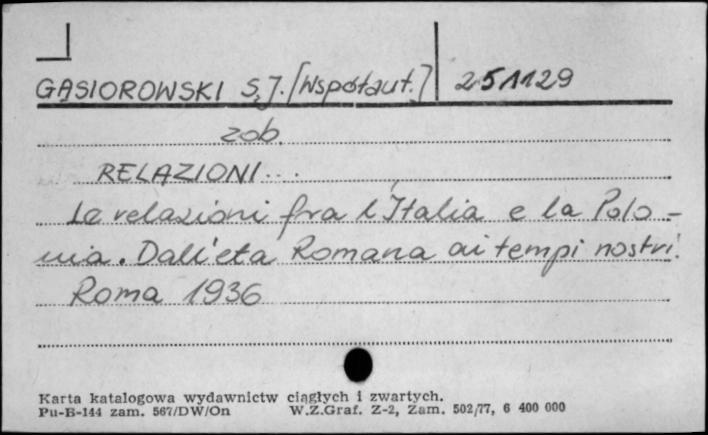 GĄSIOROWSKI S.J. [Współaut.] 251129
zob.
RELAZIONI...
Le relazioni fra l'Italia e la Polo-
nia. Dall'eta Romana ai tempi nostri.
Roma 1936
Karta katalogowa wydawnictw ciągłych i zwartych.
Pu-B-144 zam. 567/DW/On W.Z.Graf. Z-2, Zam. 502/77, 6 400 000